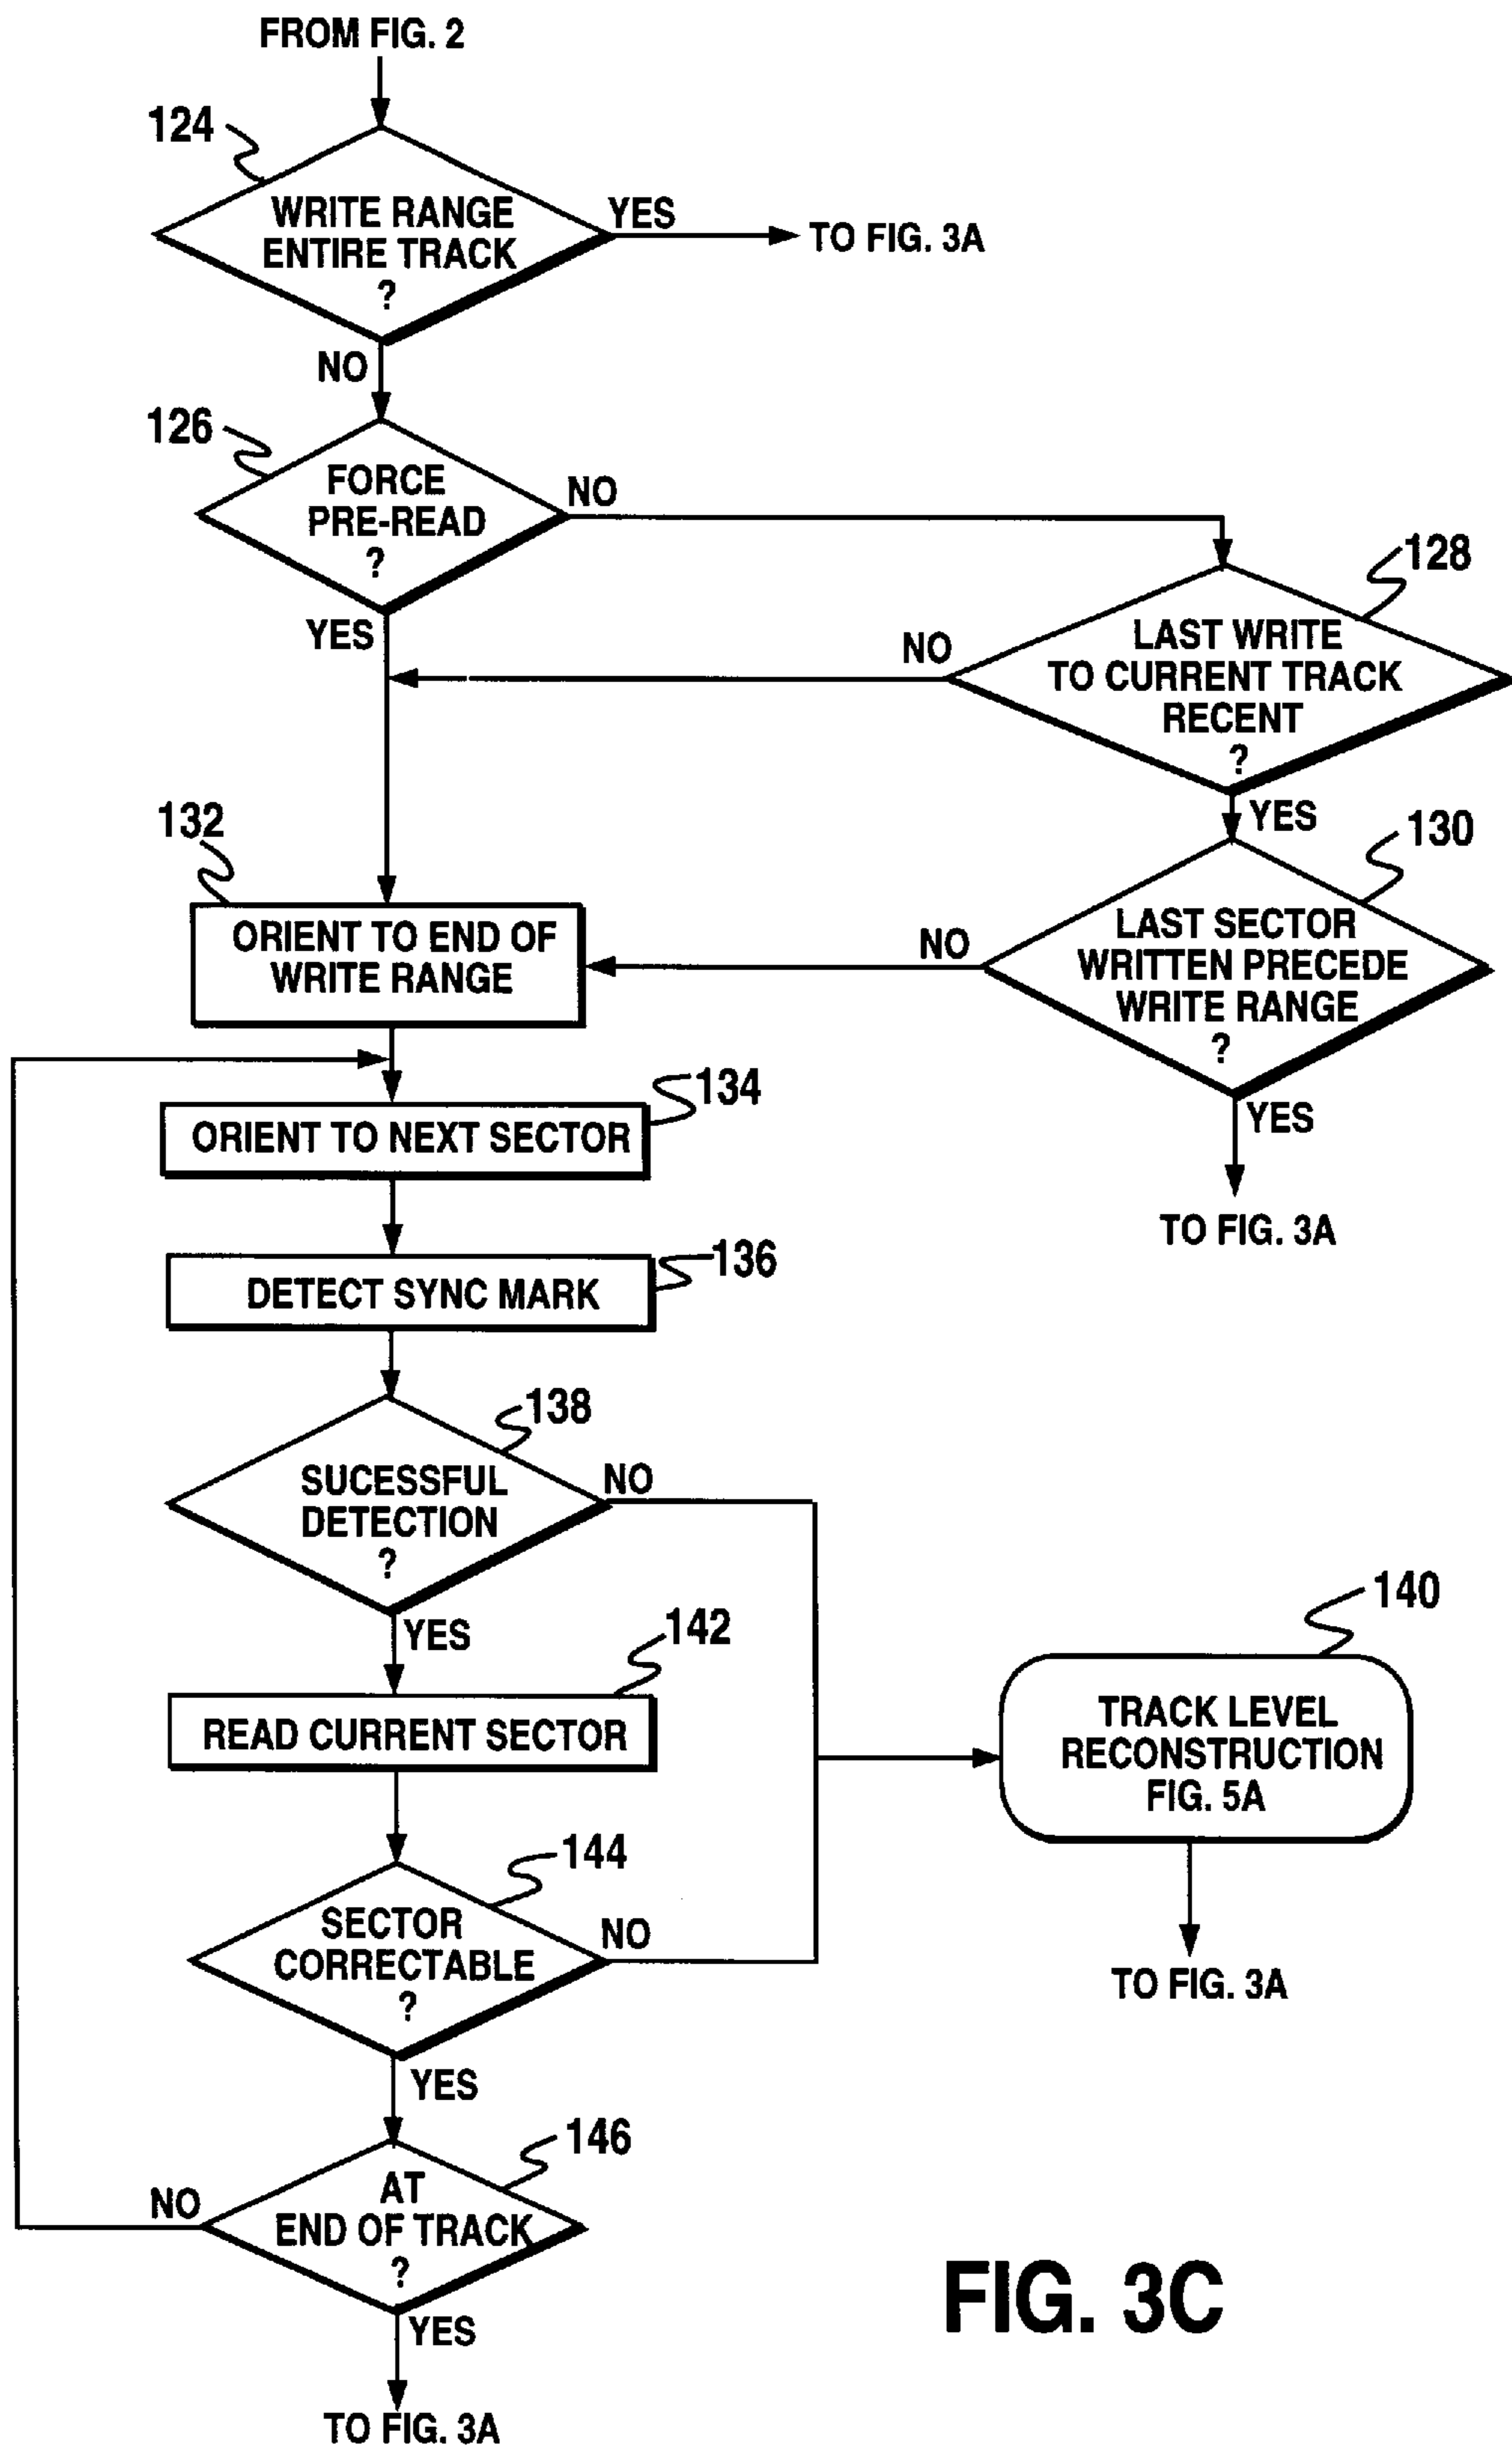 FROM FIG. 2
124
WRITE RANGE
ENTIRE TRACK
?
YES
TO FIG. 3A
NO
126
FORCE
PRE-READ
?
NO
YES
128
LAST WRITE
TO CURRENT TRACK
RECENT
?
NO
YES
130
LAST SECTOR
WRITTEN PRECEDE
WRITE RANGE
?
NO
YES
TO FIG. 3A
132
ORIENT TO END OF
WRITE RANGE
134
ORIENT TO NEXT SECTOR
136
DETECT SYNC MARK
138
SUCESSFUL
DETECTION
?
NO
YES
140
TRACK LEVEL
RECONSTRUCTION
FIG. 5A
TO FIG. 3A
142
READ CURRENT SECTOR
144
SECTOR
CORRECTABLE
?
NO
YES
146
AT
END OF TRACK
?
NO
YES
TO FIG. 3A
FIG. 3C